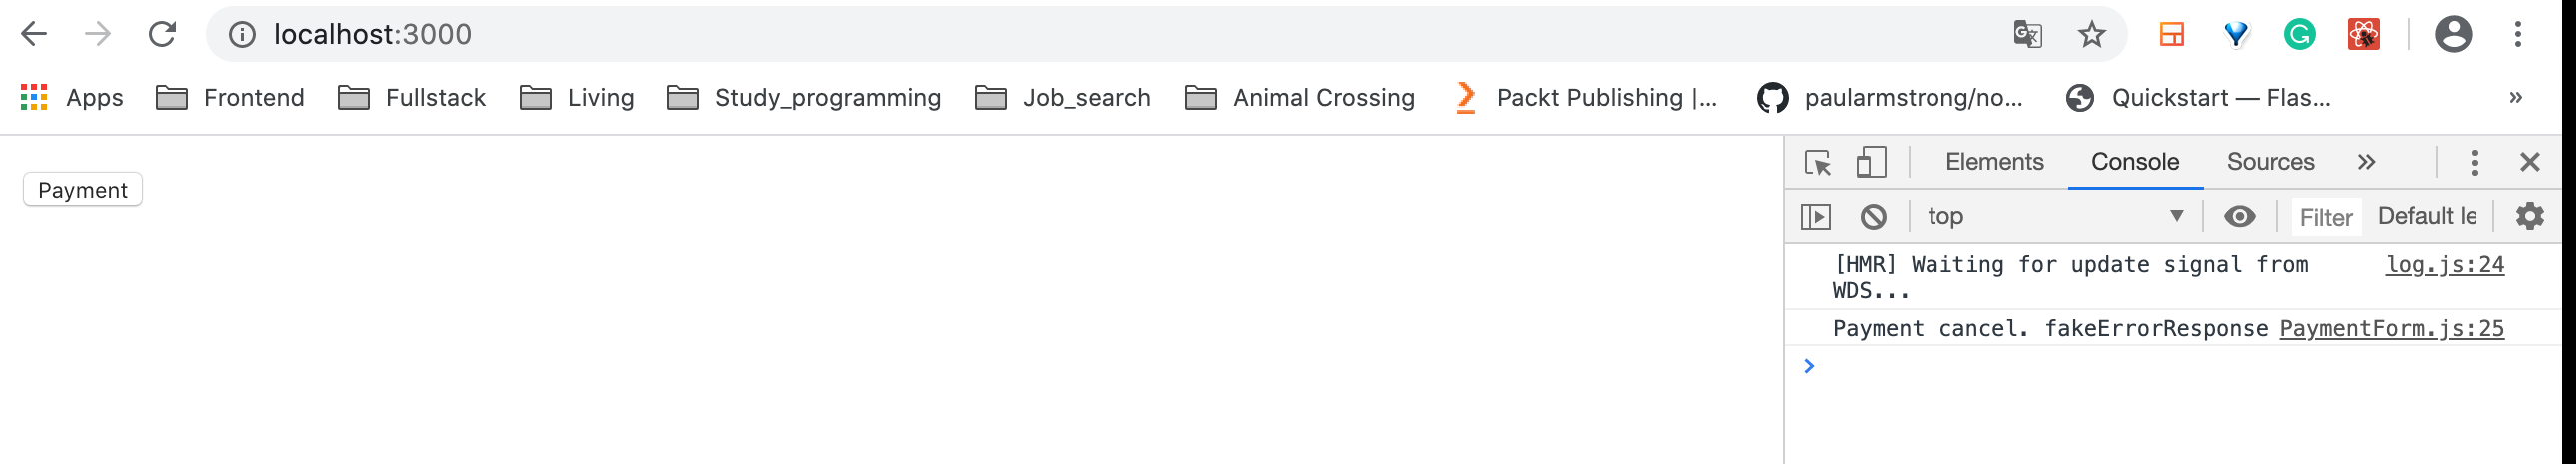 localhost:3000
Apps Frontend Fullstack Living Study_programming Job_search Animal Crossing Packt Publishing |... paularmstrong/no... Quickstart — Flas... »
Payment
Elements Console Sources »
top Filter Default le
[HMR] Waiting for update signal from log.js:24
WDS...
Payment cancel. fakeErrorResponse PaymentForm.js:25